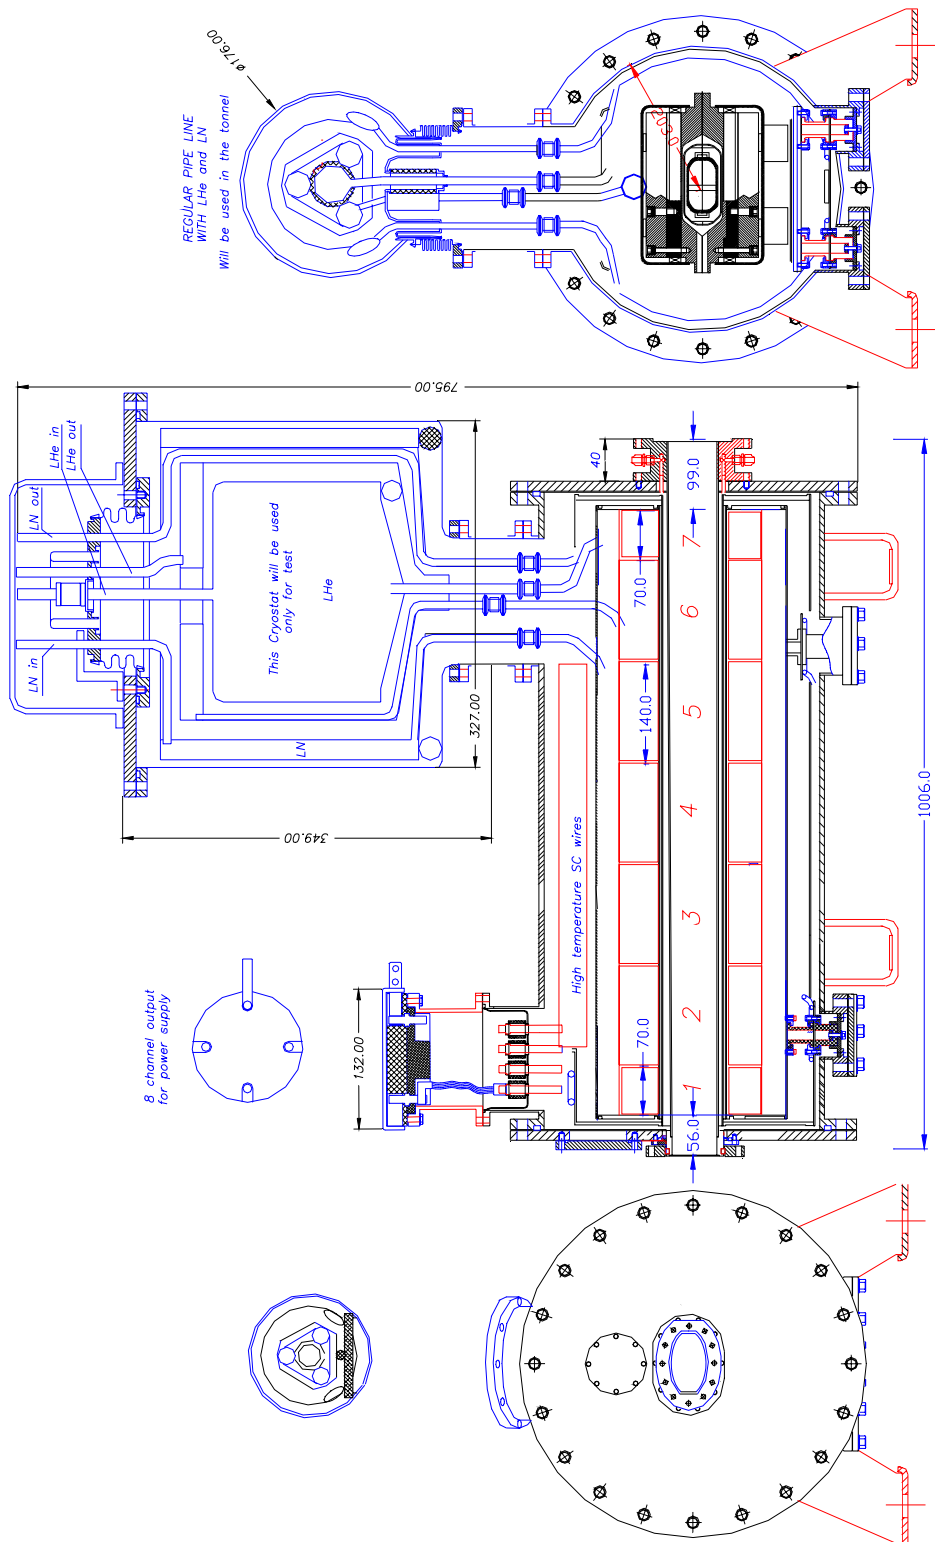 REGULAR PIPE LINE
WITH LHe and LN
Will be used in the tonnel
⌀176.00
203.0
795.00
LN out
LHe in
LHe out
LN in
This Cryostat will be used
only for test
LHe
LN
327.00
349.00
40
99.0
70.0
140.0
70.0
56.0
1006.0
7
6
5
4
3
2
1
High temperature SC wires
132.00
8 channel output
for power supply